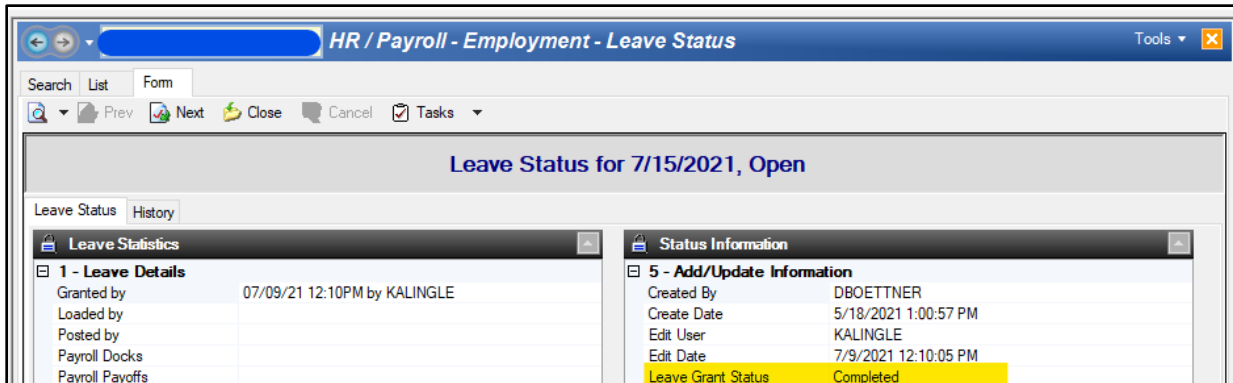 HR / Payroll - Employment - Leave Status Tools
Search List Form
Prev Next Close Cancel Tasks
Leave Status for 7/15/2021, Open
Leave Status History
Leave Statistics
1 - Leave Details
Granted by 07/09/21 12:10PM by KALINGLE
Loaded by
Posted by
Payroll Docks
Payroll Payoffs
Status Information
5 - Add/Update Information
Created By DBOETTNER
Create Date 5/18/2021 1:00:57 PM
Edit User KALINGLE
Edit Date 7/9/2021 12:10:05 PM
Leave Grant Status Completed